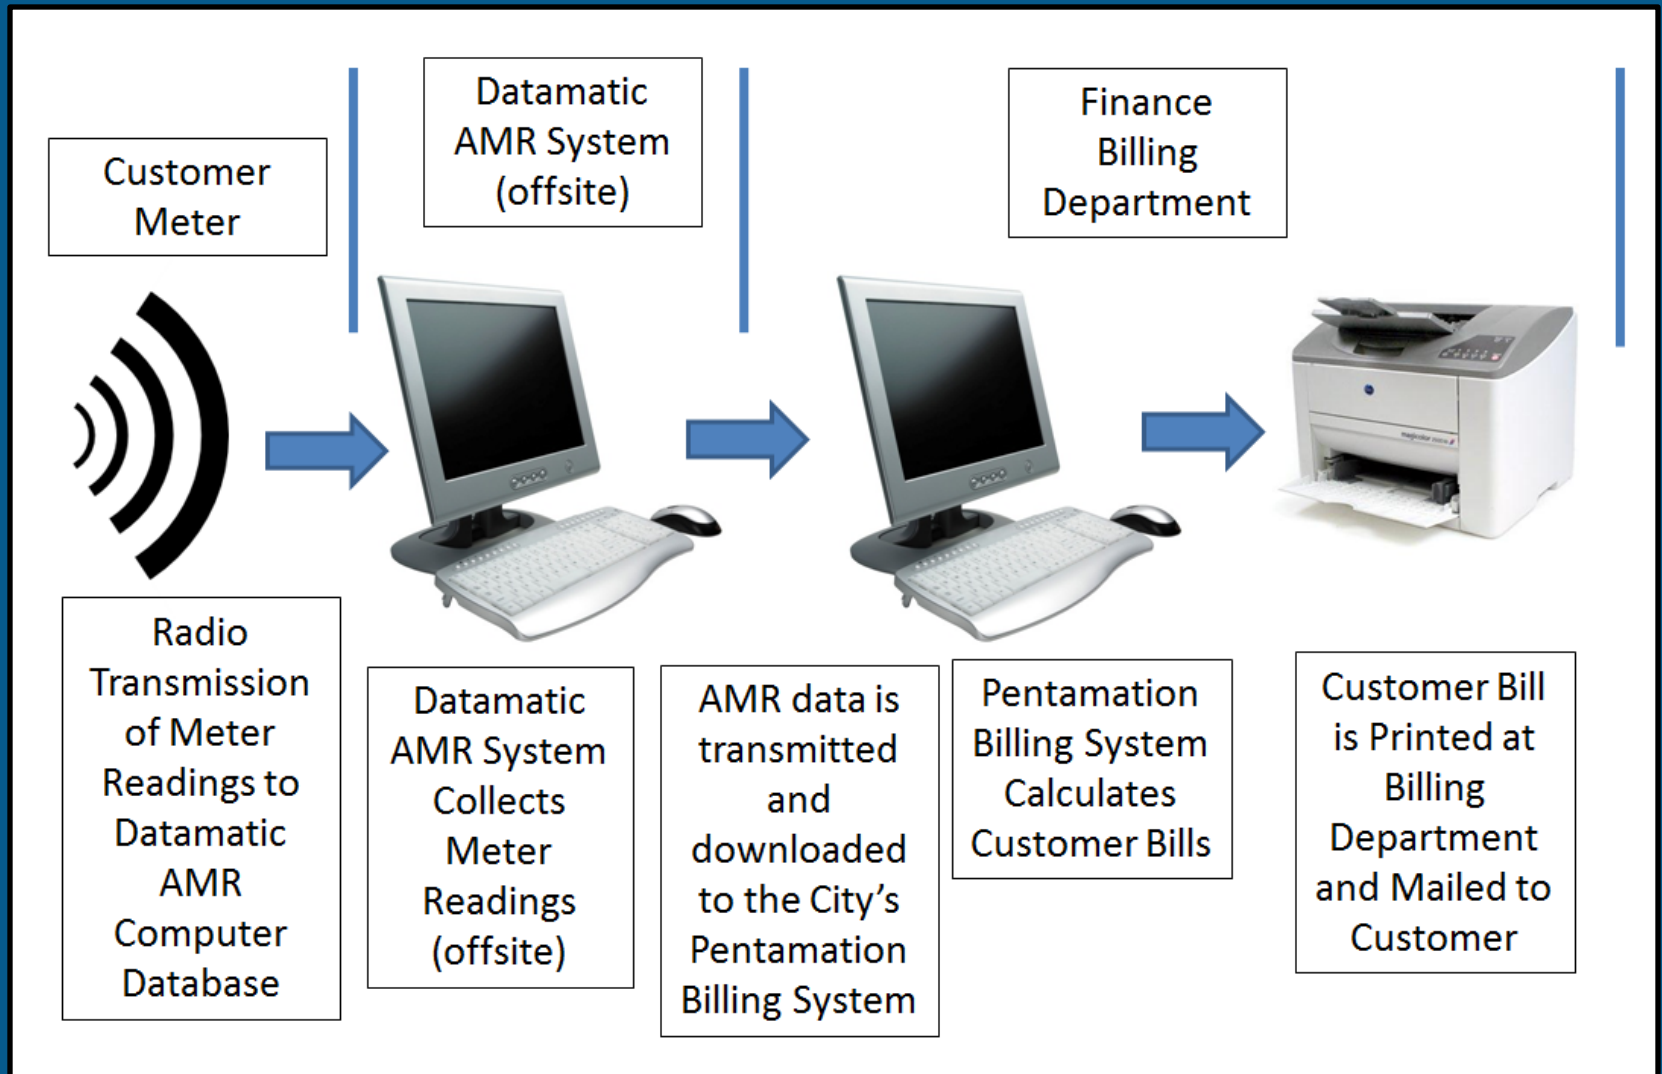 Customer
Meter
Datamatic
AMR System
(offsite)
Finance
Billing
Department
Radio
Transmission
of Meter
Readings to
Datamatic
AMR
Computer
Database
Datamatic
AMR System
Collects
Meter
Readings
(offsite)
AMR data is
transmitted
and
downloaded
to the City's
Pentamation
Billing System
Pentamation
Billing System
Calculates
Customer Bills
magicolor
Customer Bill
is Printed at
Billing
Department
and Mailed to
Customer